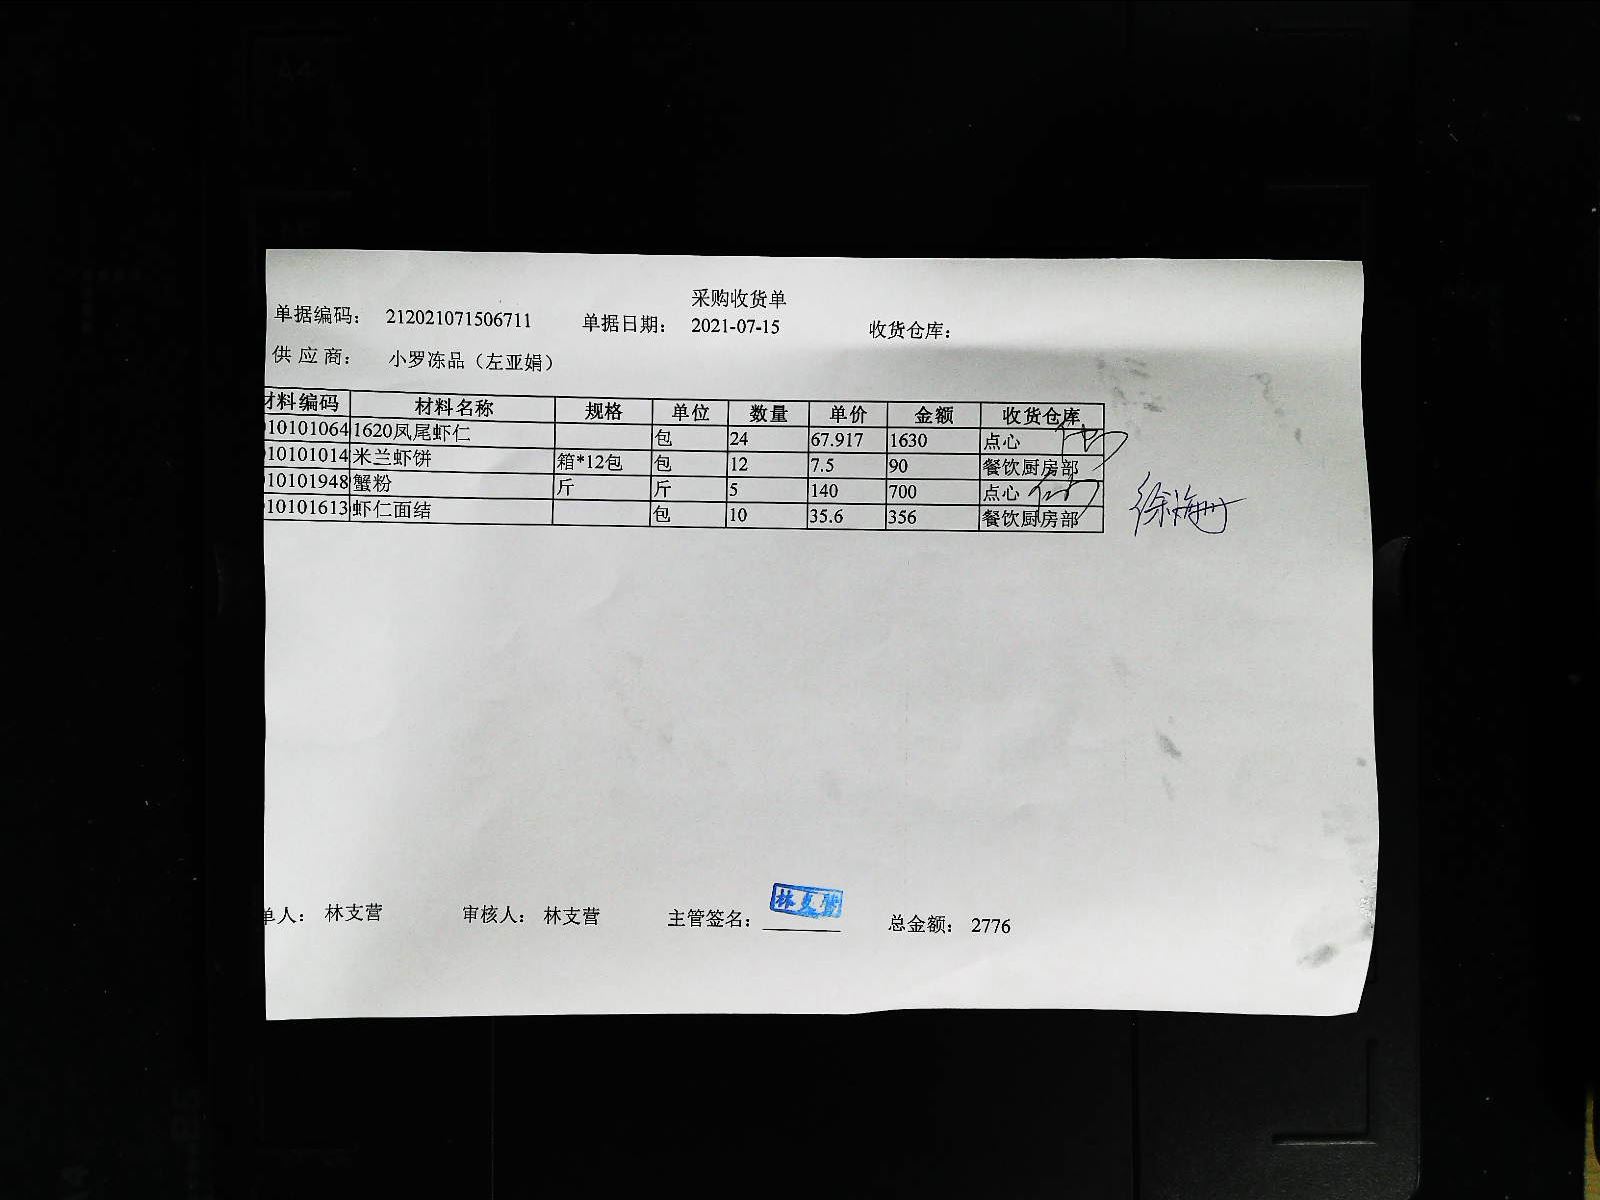 采购收货单
单据编码： 212021071506711 单据日期： 2021-07-15 收货仓库：
供 应 商： 小罗冻品（左亚娟）
材料编码 材料名称 规格 单位 数量 单价 金额 收货仓库
10101064 1620凤尾虾仁 包 24 67.917 1630 点心
10101014 米兰虾饼 箱*12包 包 12 7.5 90 餐饮厨房部
10101948 蟹粉 斤 斤 5 140 700 点心
10101613 虾仁面结 包 10 35.6 356 餐饮厨房部
单人： 林支营 审核人： 林支营 主管签名： 林支营 总金额： 2776